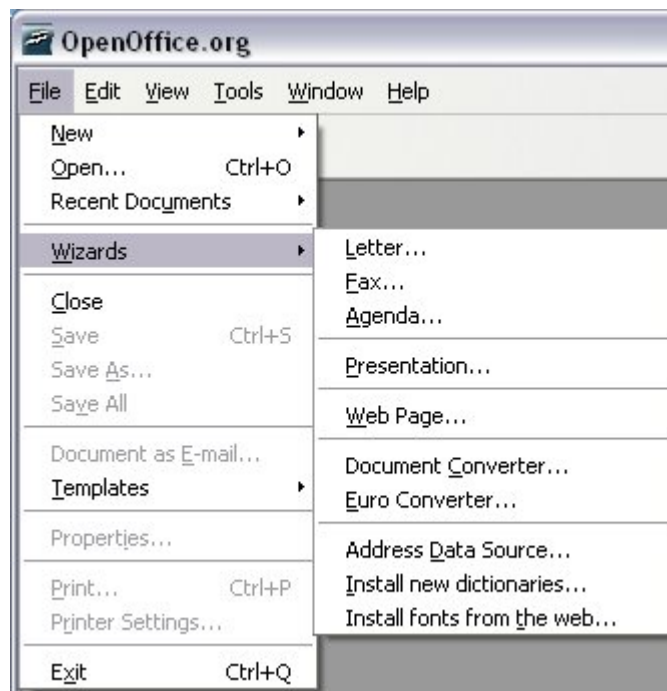 OpenOffice.org
File Edit View Tools Window Help
New
Open... Ctrl+O
Recent Documents
Wizards
Close
Save Ctrl+S
Save As...
Save All
Document as E-mail...
Templates
Properties...
Print... Ctrl+P
Printer Settings...
Exit Ctrl+Q
Letter...
Fax...
Agenda...
Presentation...
Web Page...
Document Converter...
Euro Converter...
Address Data Source...
Install new dictionaries...
Install fonts from the web...